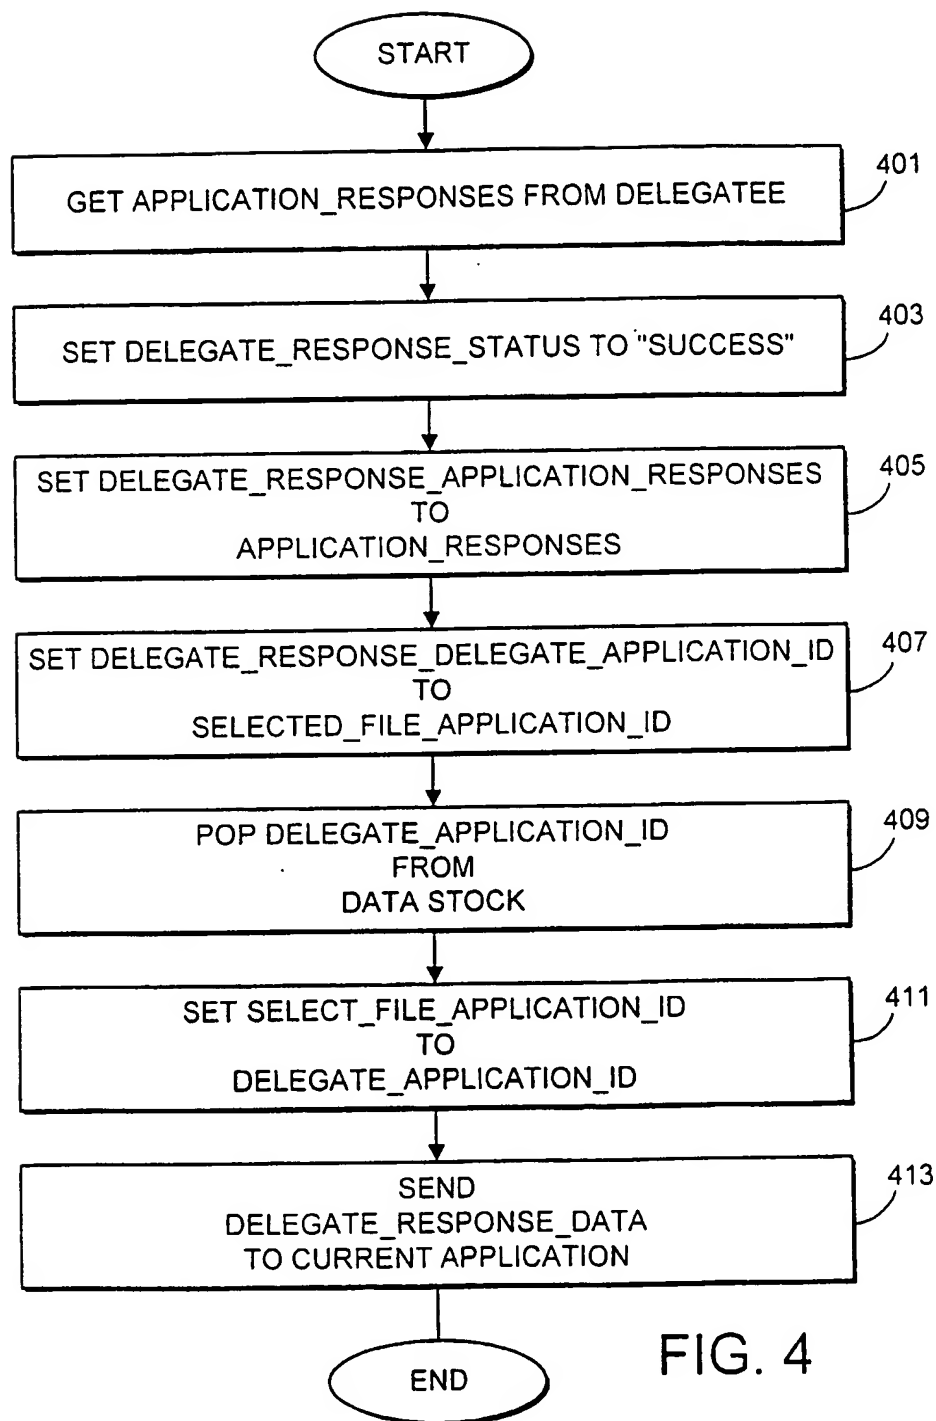 START
GET APPLICATION_RESPONSES FROM DELEGATEE
401
SET DELEGATE_RESPONSE_STATUS TO "SUCCESS"
403
SET DELEGATE_RESPONSE_APPLICATION_RESPONSES
TO
APPLICATION_RESPONSES
405
SET DELEGATE_RESPONSE_DELEGATE_APPLICATION_ID
TO
SELECTED_FILE_APPLICATION_ID
407
POP DELEGATE_APPLICATION_ID
FROM
DATA STOCK
409
SET SELECT_FILE_APPLICATION_ID
TO
DELEGATE_APPLICATION_ID
411
SEND
DELEGATE_RESPONSE_DATA
TO CURRENT APPLICATION
413
END
FIG. 4